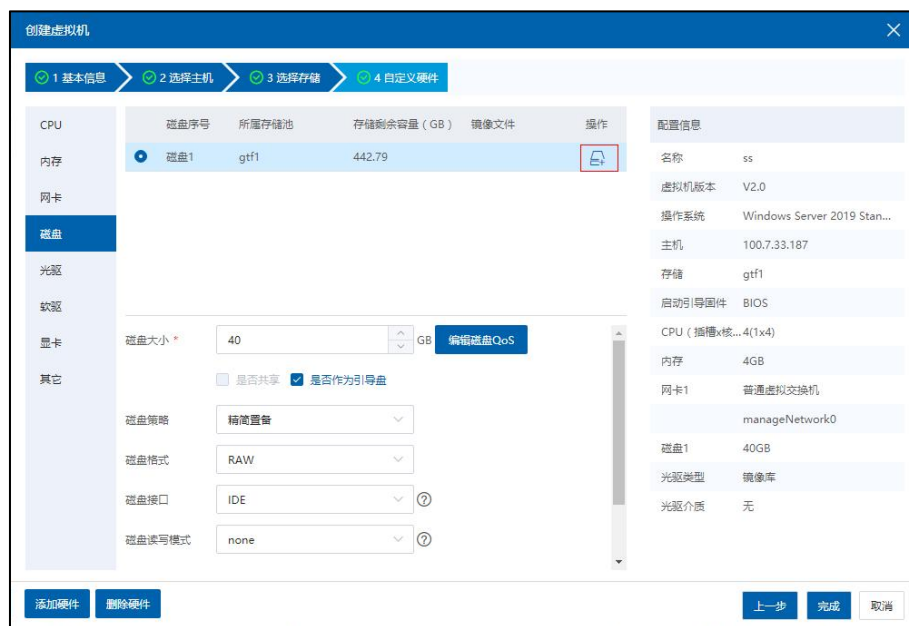 创建虚拟机
1 基本信息 2 选择主机 3 选择存储 4 自定义硬件
CPU
内存
网卡
磁盘
光驱
软驱
显卡
其它
磁盘序号 所属存储池 存储剩余容量（GB） 镜像文件 操作
磁盘1 gtf1 442.79
磁盘大小 * 40 GB 编辑磁盘QoS
是否共享 是否作为引导盘
磁盘策略 精简置备
磁盘格式 RAW
磁盘接口 IDE ?
磁盘读写模式 none ?
配置信息
名称 ss
虚拟机版本 V2.0
操作系统 Windows Server 2019 Stan...
主机 100.7.33.187
存储 gtf1
启动引导固件 BIOS
CPU（插槽x核... 4(1x4)
内存 4GB
网卡1 普通虚拟交换机
manageNetwork0
磁盘1 40GB
光驱类型 镜像库
光驱介质 无
添加硬件 删除硬件 上一步 完成 取消